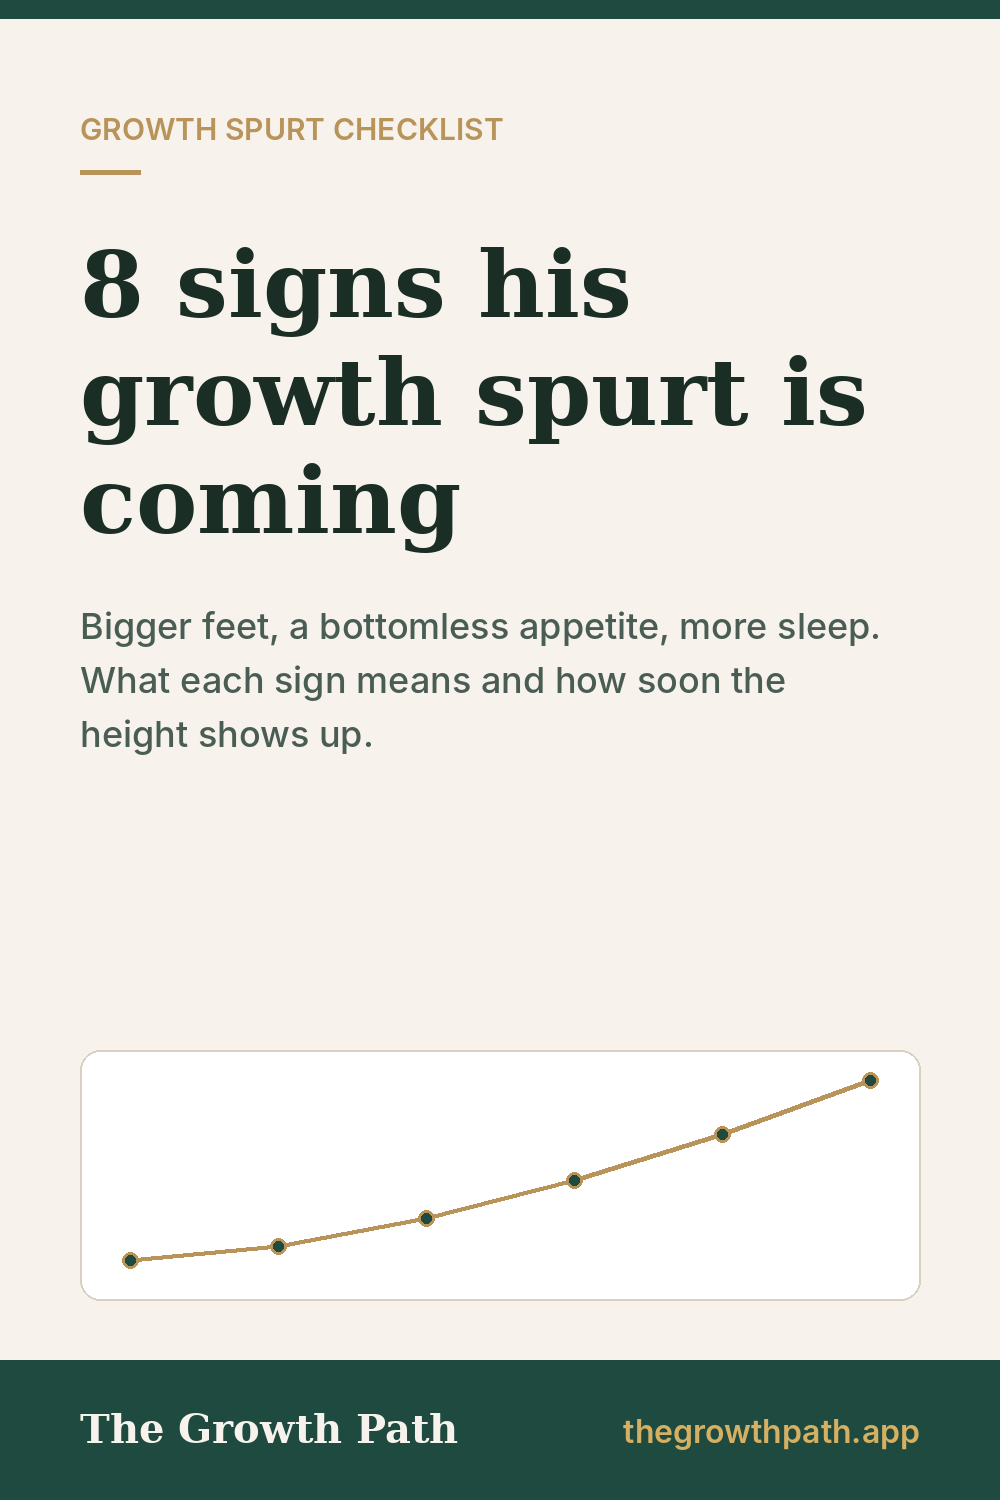 GROWTH SPURT CHECKLIST
8 signs his
growth spurt is
coming
Bigger feet, a bottomless appetite, more sleep.
What each sign means and how soon the
height shows up.
The Growth Path
thegrowthpath.app